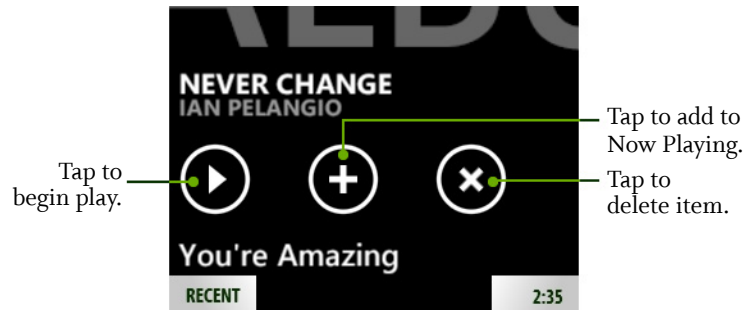 NEVER CHANGE
IAN PELANGIO
Tap to add to
Now Playing.
Tap to
begin play.
Tap to
delete item.
You're Amazing
RECENT
2:35